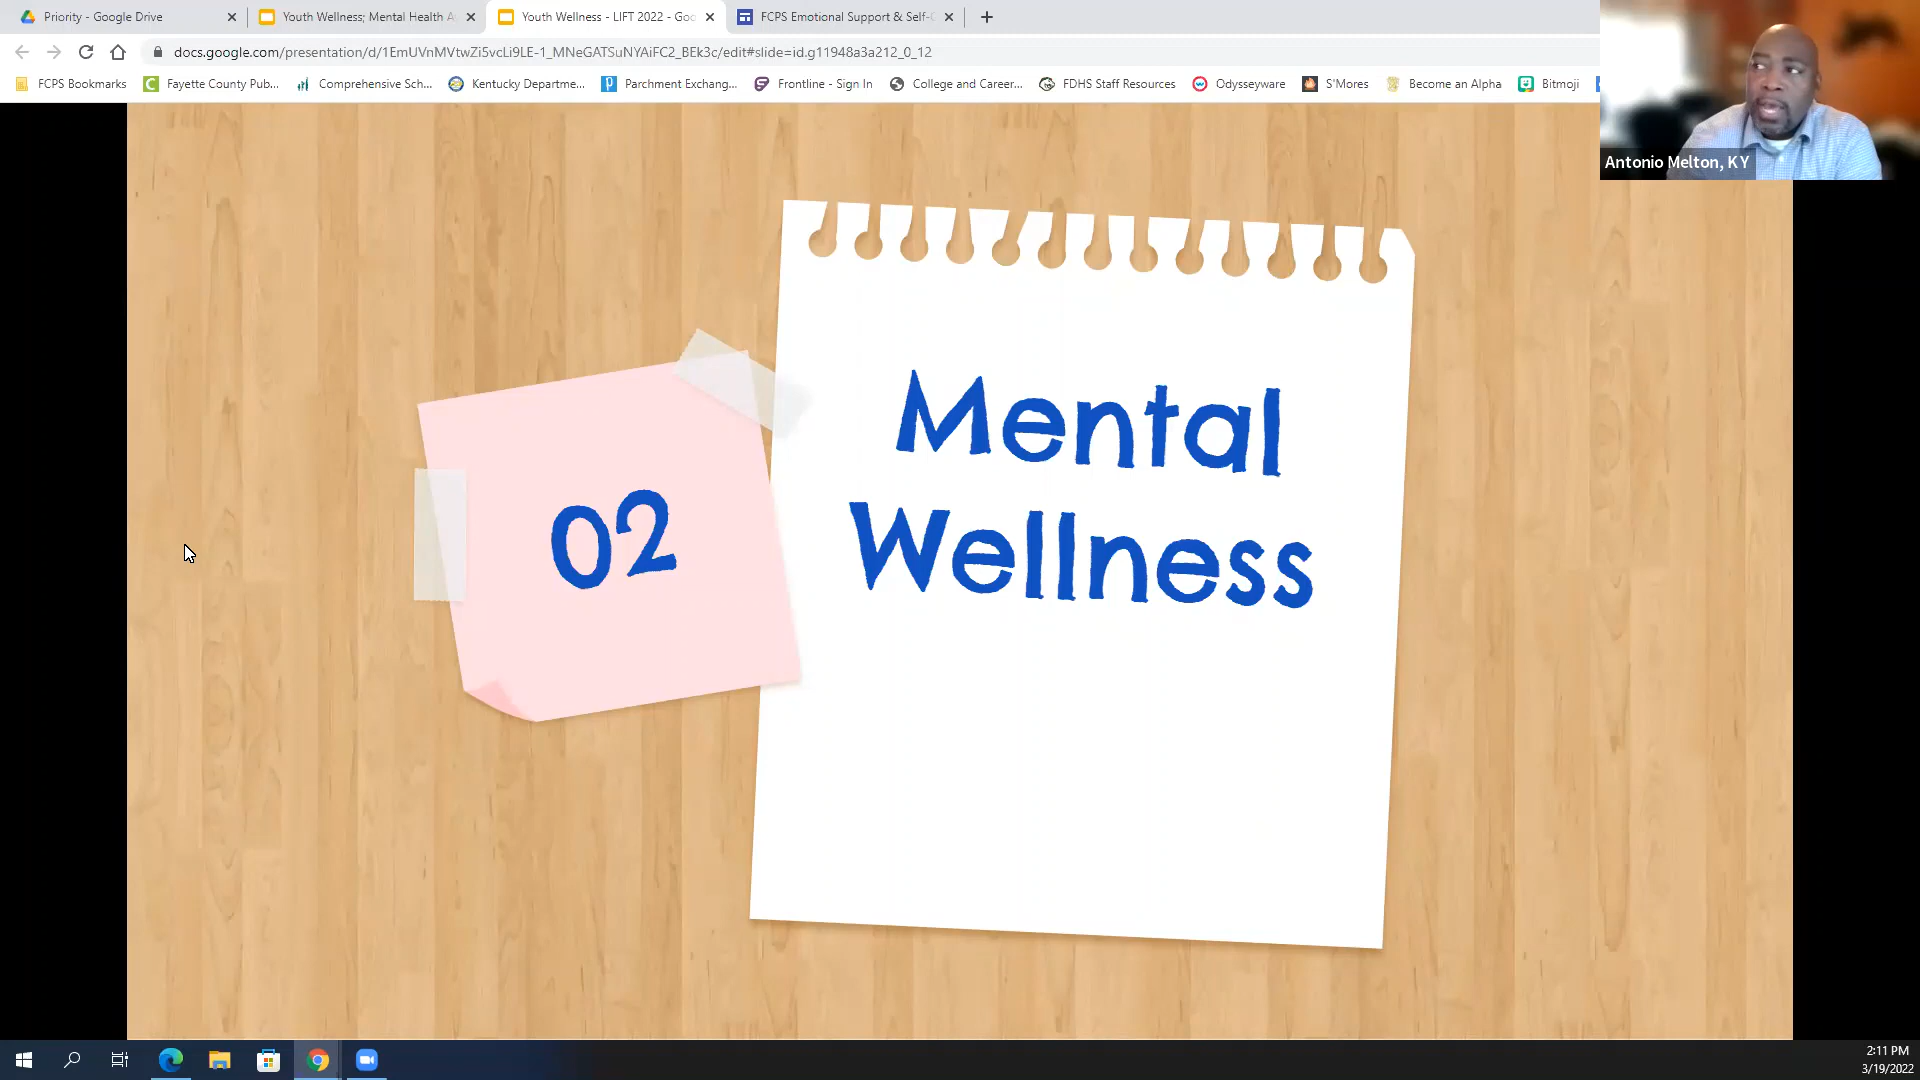 Priority - Google Drive
Youth Wellness; Mental Health A
Youth Wellness - LIFT 2022 - Goo
FCPS Emotional Support & Self-C
docs.google.com/presentation/d/1EmUVnMVtwZi5vcLi9LE-1_MNeGATSuNYAiFC2_BEk3c/edit#slide=id.g11948a3a212_0_12
FCPS Bookmarks
Fayette County Pub...
Comprehensive Sch...
Kentucky Departme...
Parchment Exchang...
Frontline - Sign In
College and Career...
FDHS Staff Resources
Odysseyware
S'Mores
Become an Alpha
Bitmoji
Antonio Melton, KY
02
Mental
Wellness
2:11 PM
3/19/2022